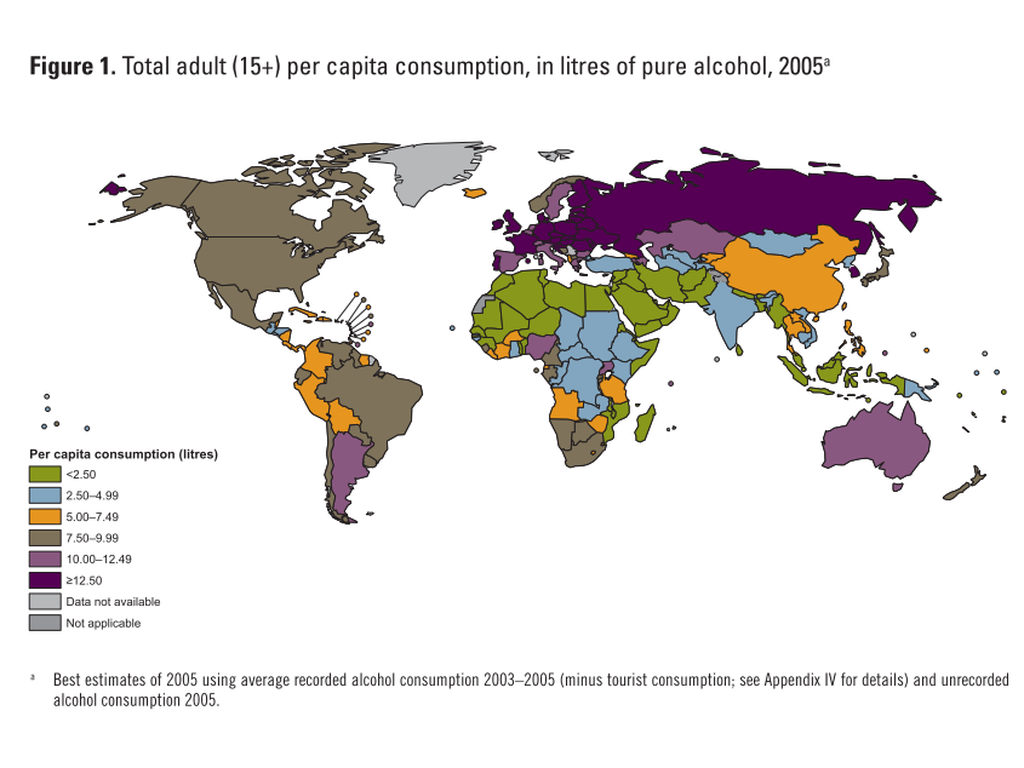 Figure 1. Total adult (15+) per capita consumption, in litres of pure alcohol, 2005a
Per capita consumption (litres)
<2.50
2.50–4.99
5.00–7.49
7.50–9.99
10.00–12.49
≥12.50
Data not available
Not applicable
a Best estimates of 2005 using average recorded alcohol consumption 2003–2005 (minus tourist consumption; see Appendix IV for details) and unrecorded
alcohol consumption 2005.